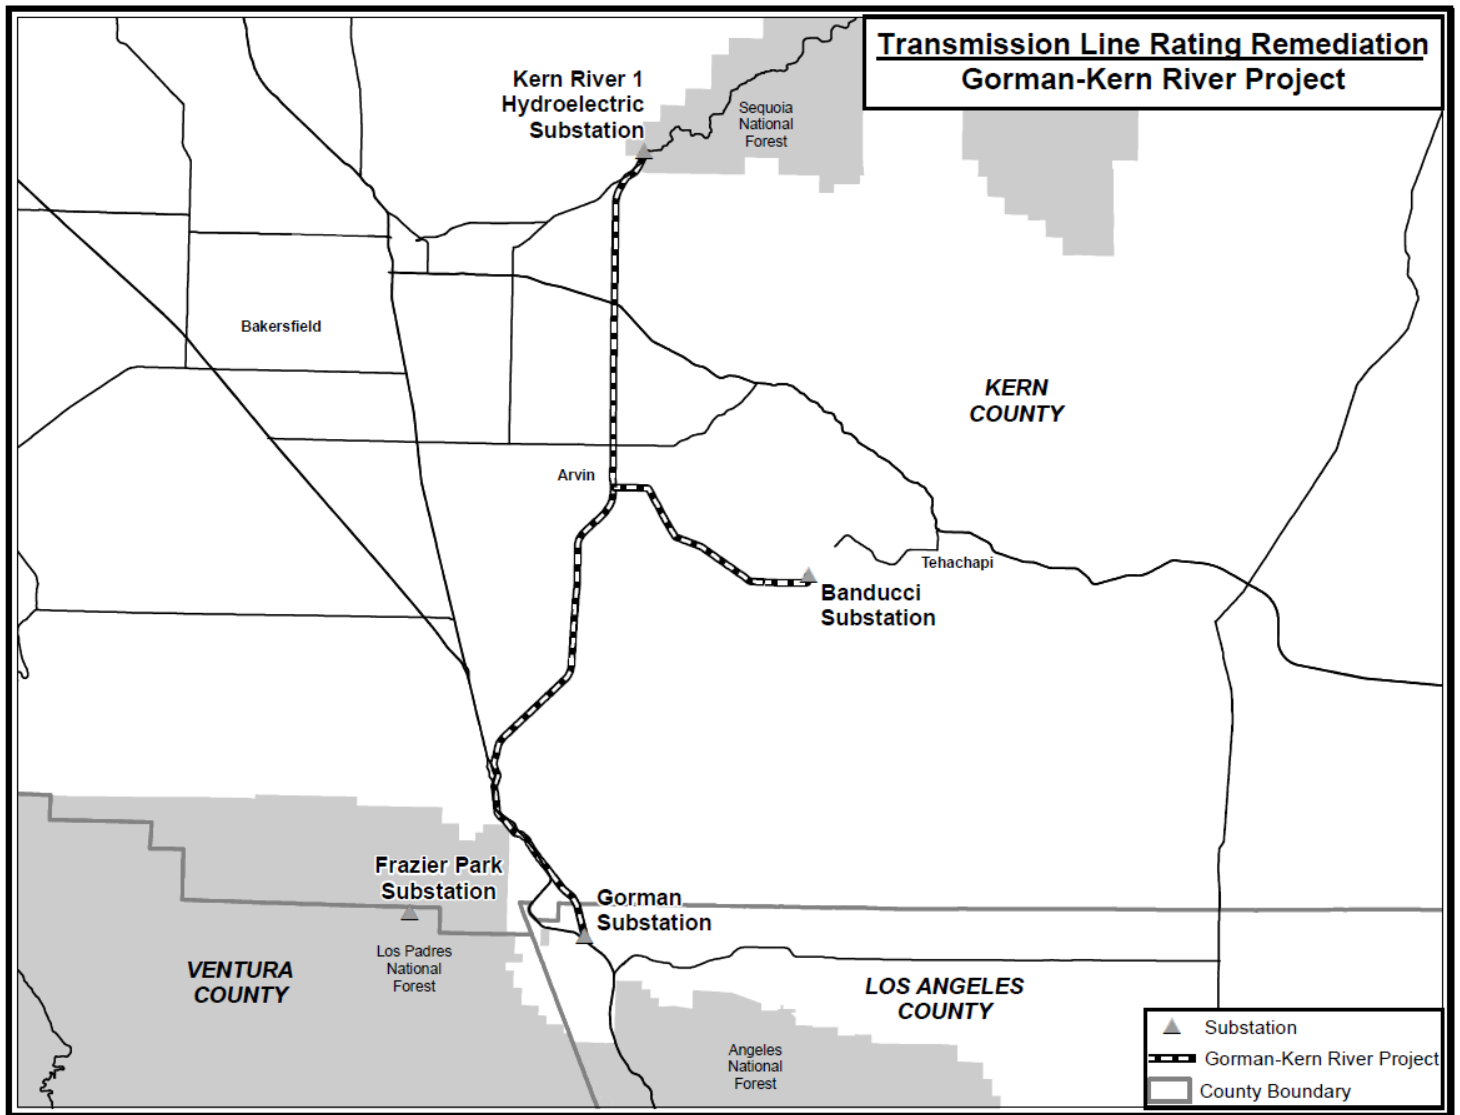 Transmission Line Rating Remediation
Gorman-Kern River Project
Kern River 1
Hydroelectric
Substation
Sequoia
National
Forest
Bakersfield
KERN
COUNTY
Arvin
Tehachapi
Banducci
Substation
Frazier Park
Substation
Gorman
Substation
Los Padres
National
Forest
VENTURA
COUNTY
LOS ANGELES
COUNTY
Angeles
National
Forest
Substation
Gorman-Kern River Project
County Boundary